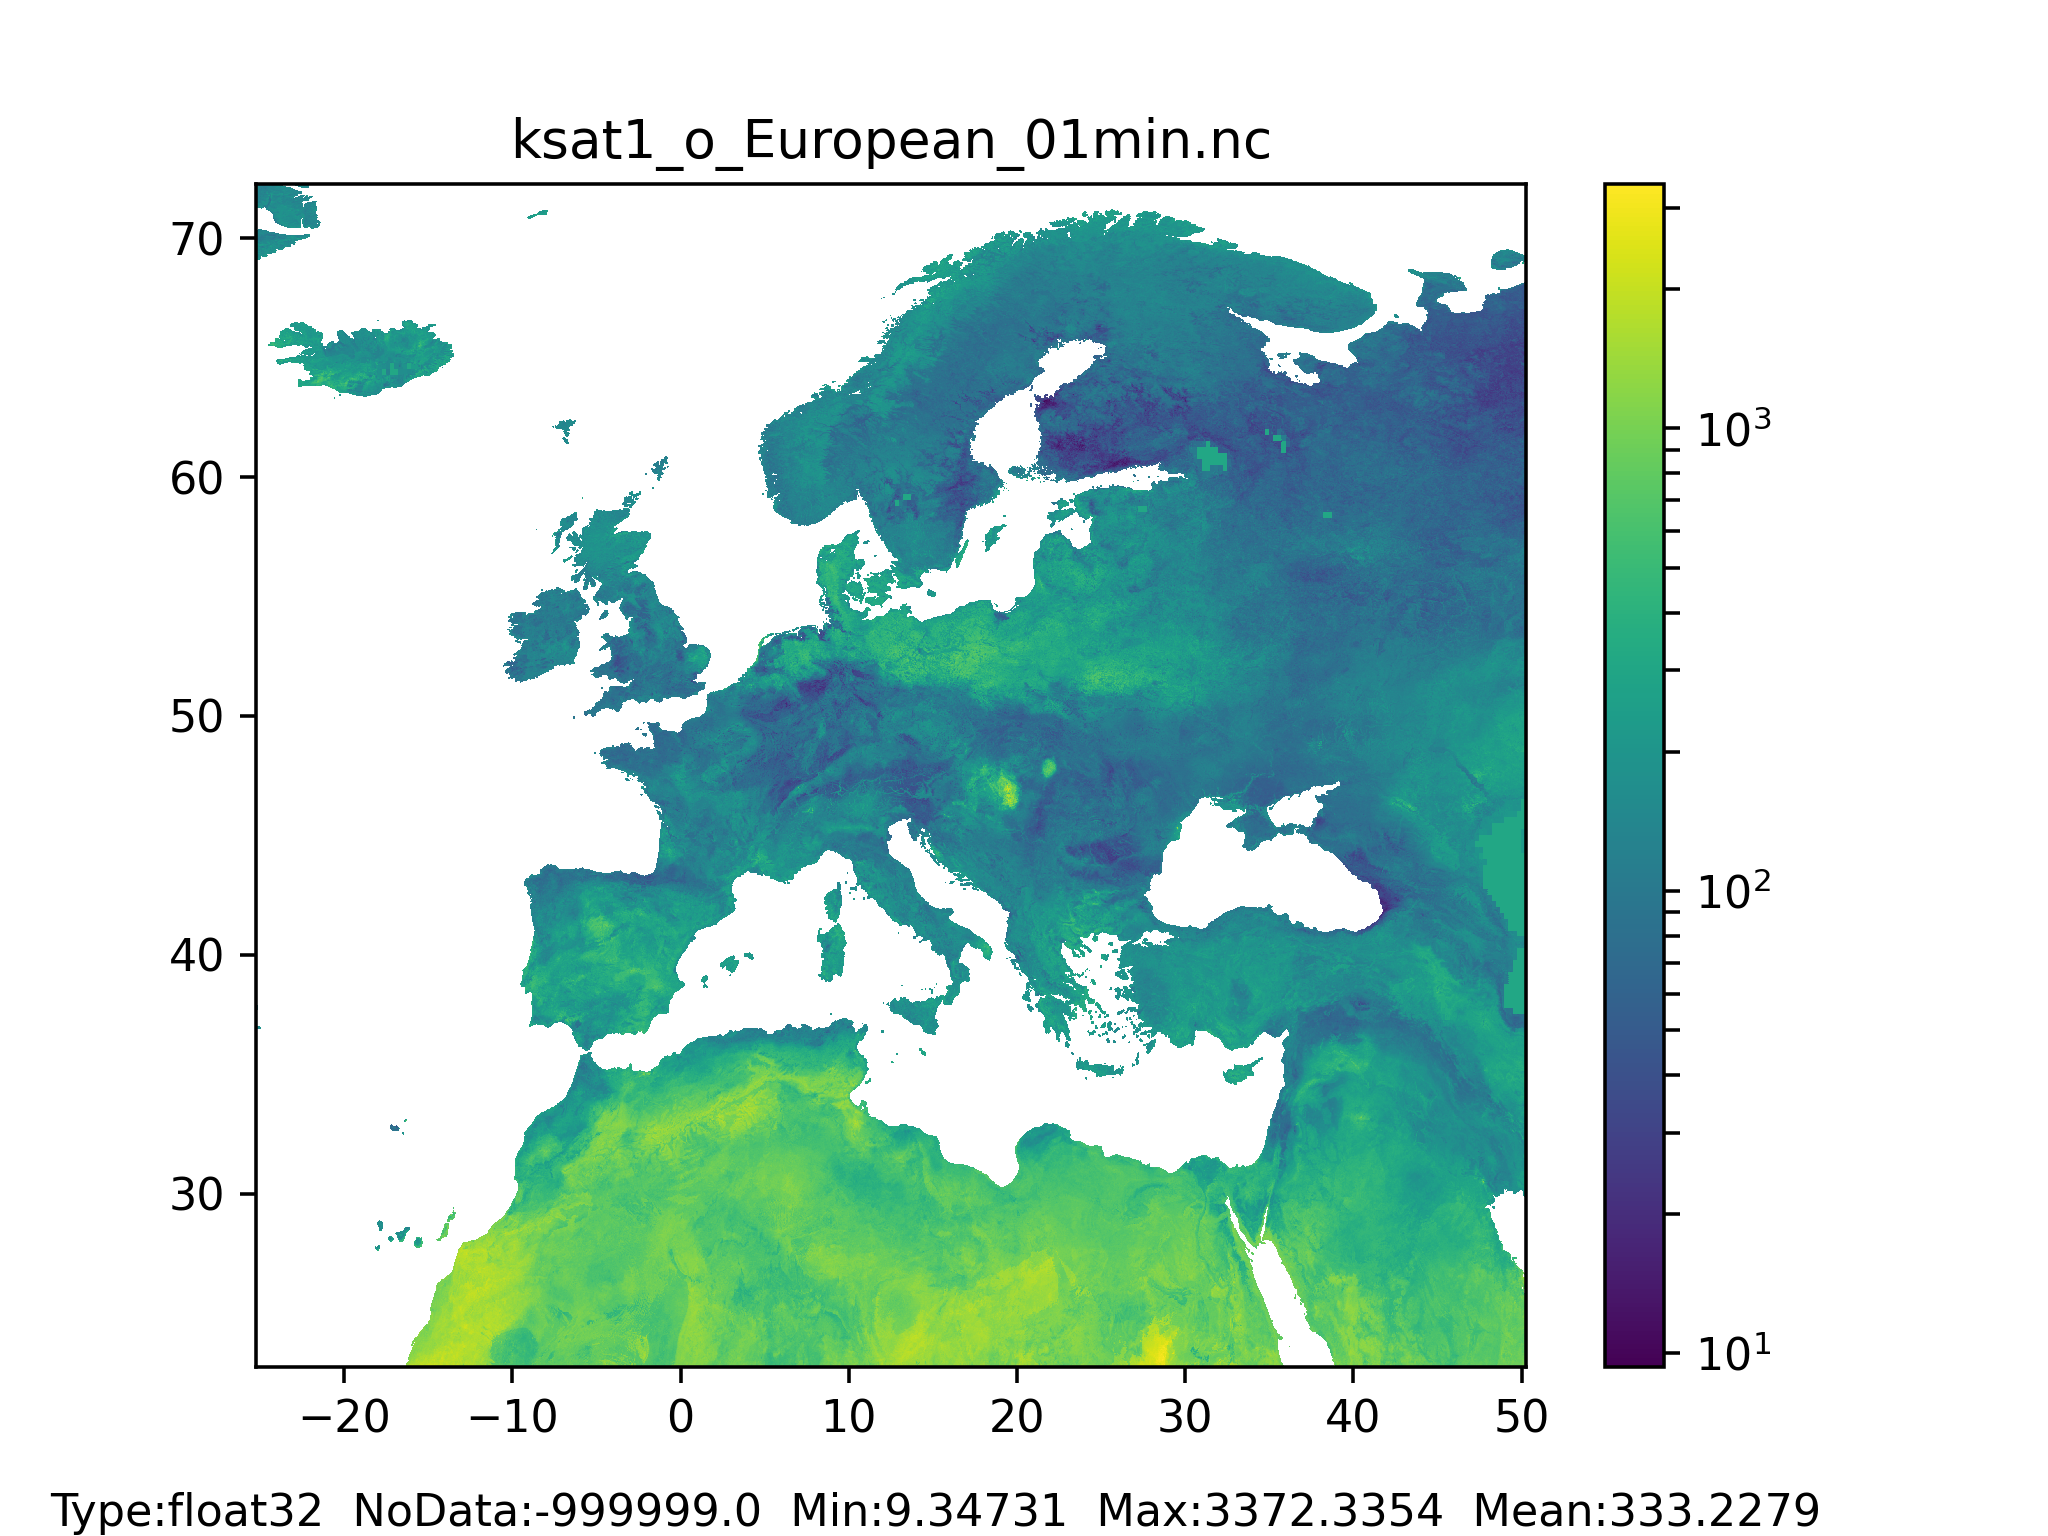 ksat1_o_European_01min.nc
70
60
50
40
30
−20 −10 0 10 20 30 40 50
10³
10²
10¹
Type:float32 NoData:-999999.0 Min:9.34731 Max:3372.3354 Mean:333.2279